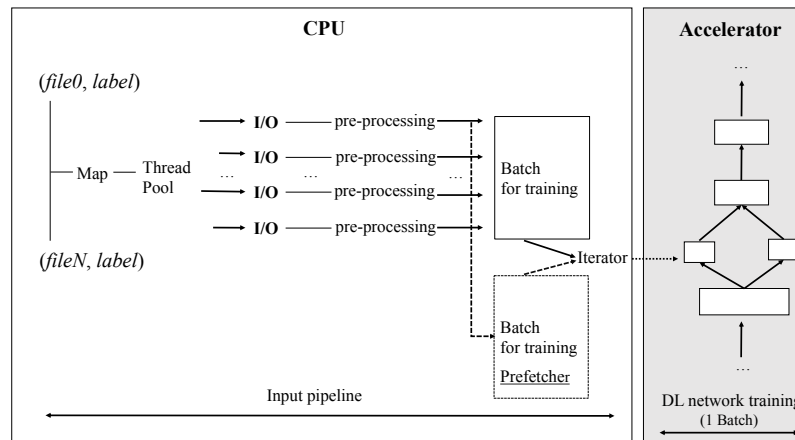 CPU
Accelerator
(file0, label)
...
I/O pre-processing
I/O pre-processing
Map
Thread
Pool
... ... ...
I/O pre-processing
I/O pre-processing
Batch
for training
(fileN, label)
Iterator
Batch
for training
Prefetcher
...
Input pipeline
DL network training
(1 Batch)